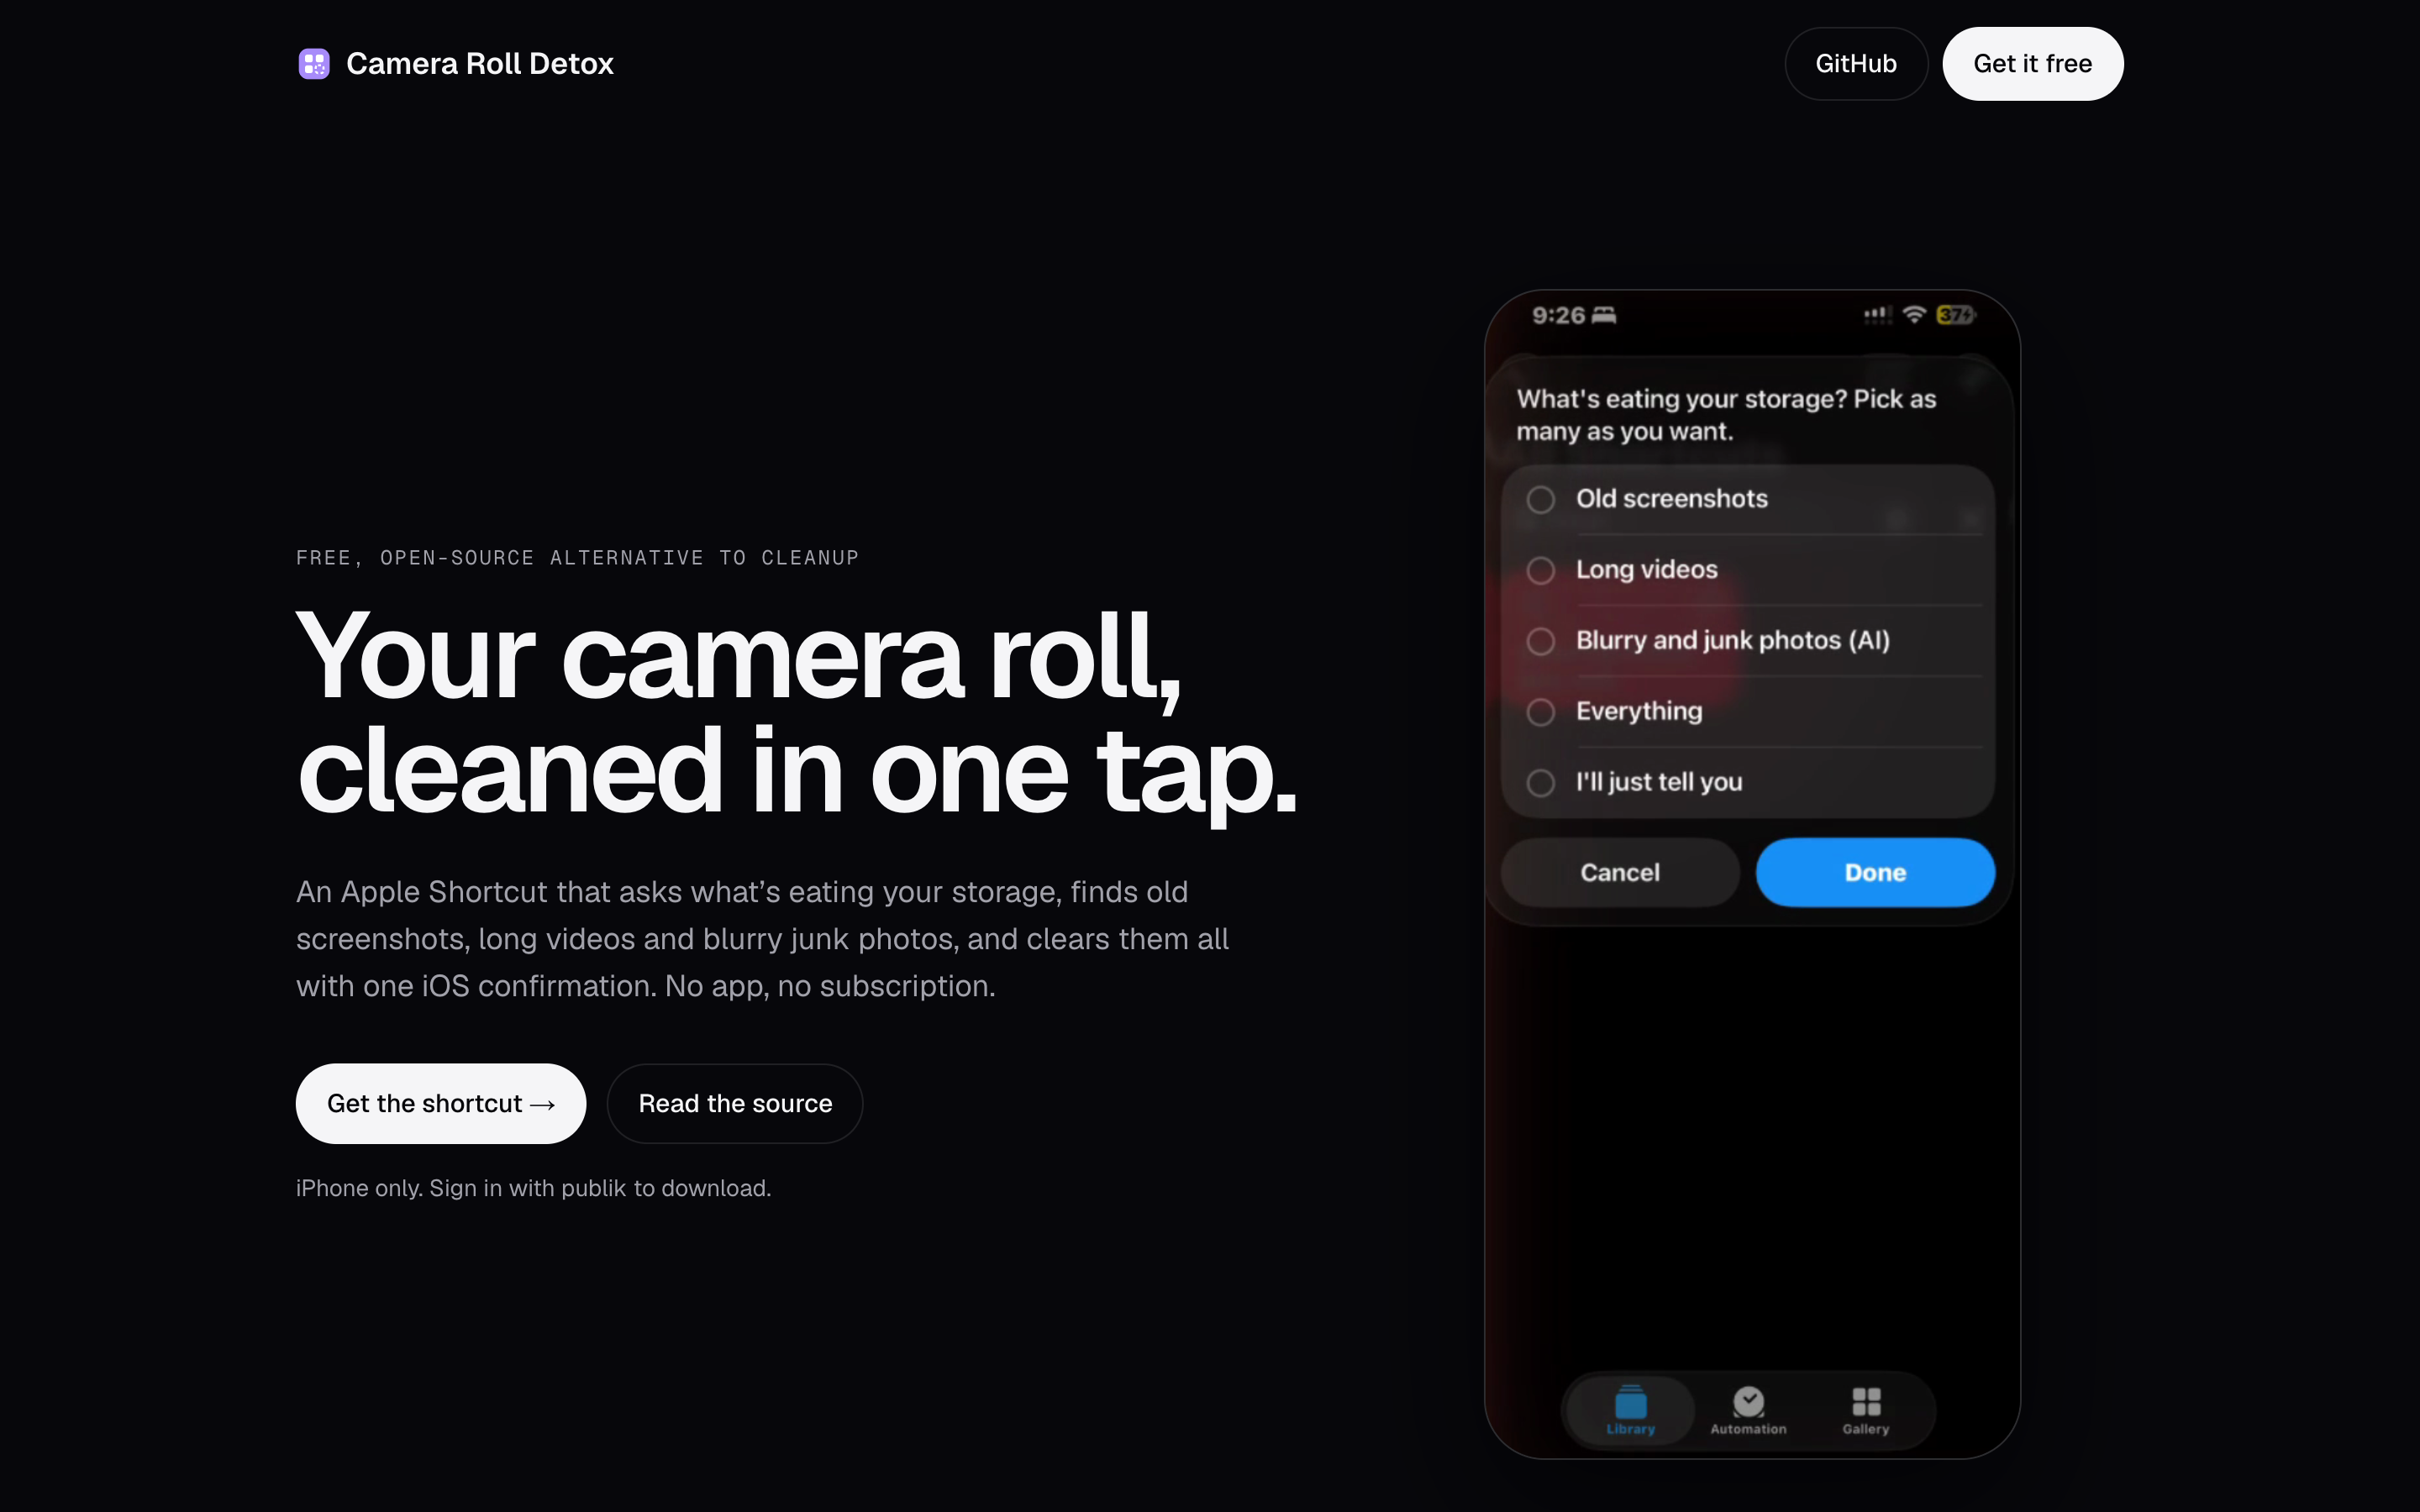 Camera Roll Detox
GitHub
Get it free
FREE, OPEN-SOURCE ALTERNATIVE TO CLEANUP
Your camera roll,
cleaned in one tap.
An Apple Shortcut that asks what’s eating your storage, finds old
screenshots, long videos and blurry junk photos, and clears them all
with one iOS confirmation. No app, no subscription.
Get the shortcut →
Read the source
iPhone only. Sign in with publik to download.
9:26
37
What's eating your storage? Pick as
many as you want.
Old screenshots
Long videos
Blurry and junk photos (AI)
Everything
I'll just tell you
Cancel
Done
Library
Automation
Gallery